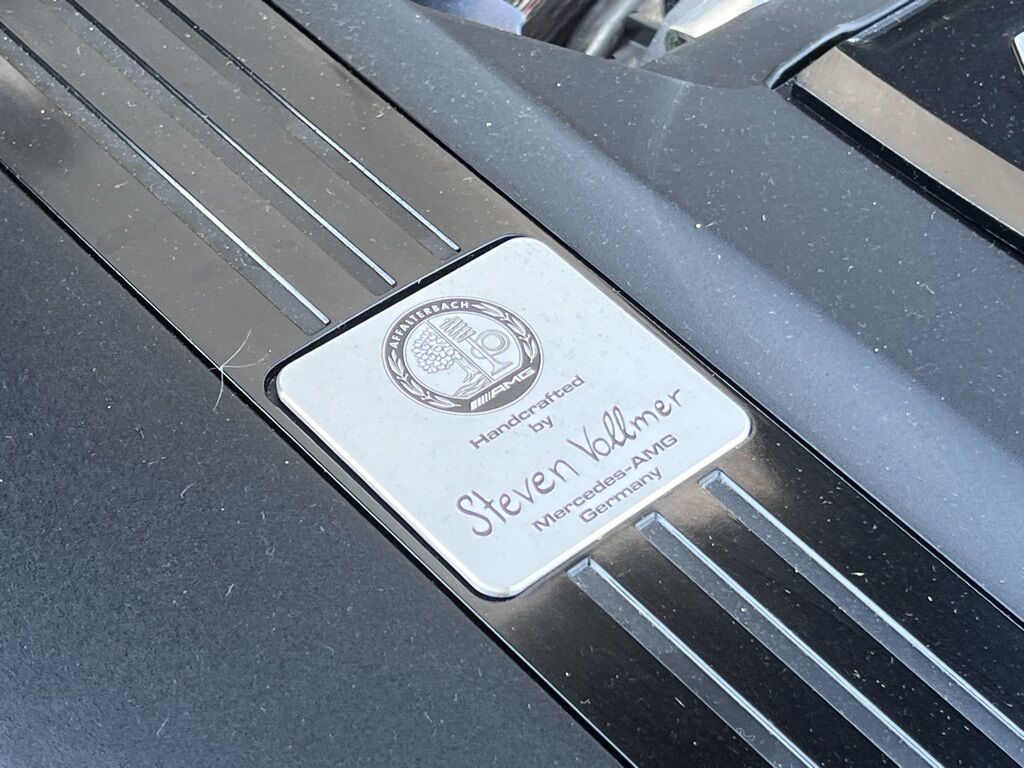 AFFALTERBACH
AMG
Handcrafted
by
Steven Vollmer
Mercedes-AMG
Germany